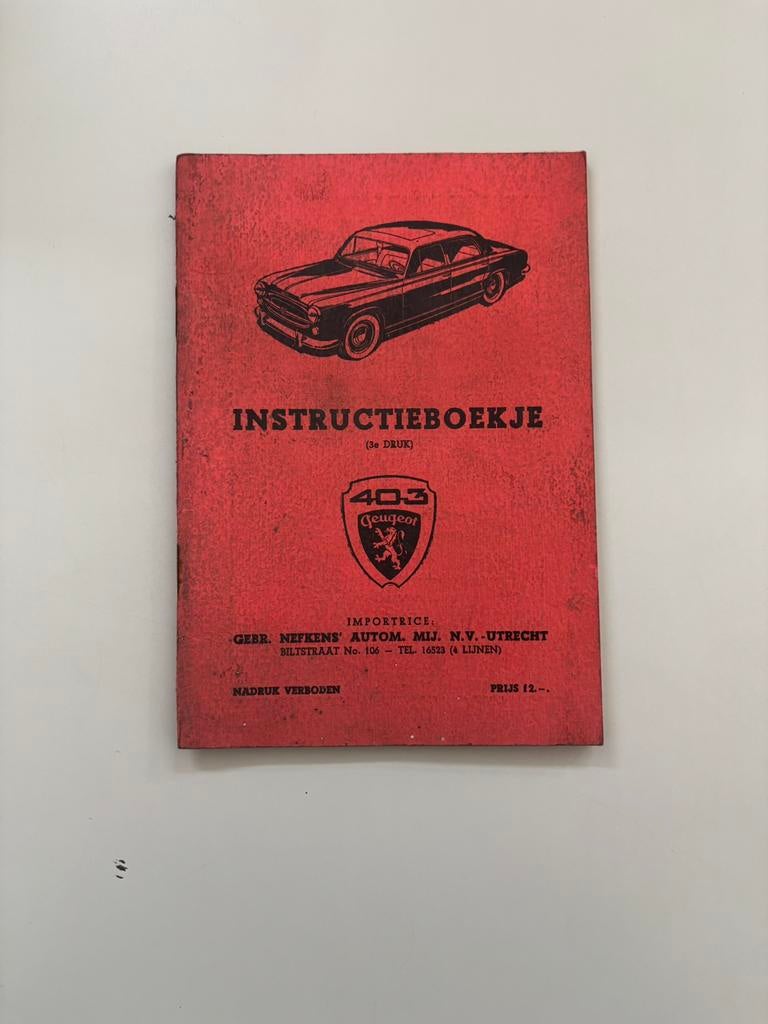 INSTRUCTIEBOEKJE
(3e DRUK)
403
Peugeot
IMPORTRICE:
GEBR. NEFKENS' AUTOM. MIJ. N.V. - UTRECHT
BILTSTRAAT No. 106 — TEL. 16523 (4 LIJNEN)
NADRUK VERBODEN PRIJS f 2.–.